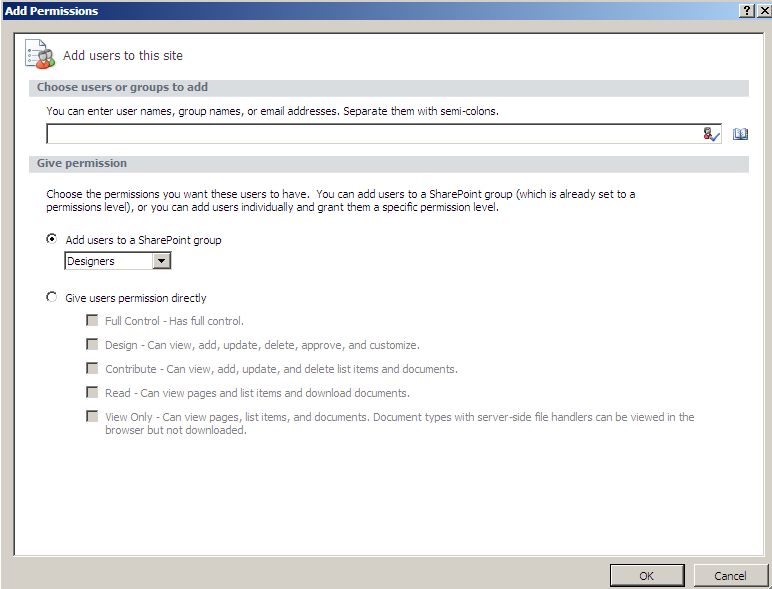 Add Permissions
Add users to this site
Choose users or groups to add
You can enter user names, group names, or email addresses. Separate them with semi-colons.
Give permission
Choose the permissions you want these users to have. You can add users to a SharePoint group (which is already set to a
permissions level), or you can add users individually and grant them a specific permission level.
Add users to a SharePoint group
Designers
Give users permission directly
Full Control - Has full control.
Design - Can view, add, update, delete, approve, and customize.
Contribute - Can view, add, update, and delete list items and documents.
Read - Can view pages and list items and download documents.
View Only - Can view pages, list items, and documents. Document types with server-side file handlers can be viewed in the
browser but not downloaded.
OK Cancel